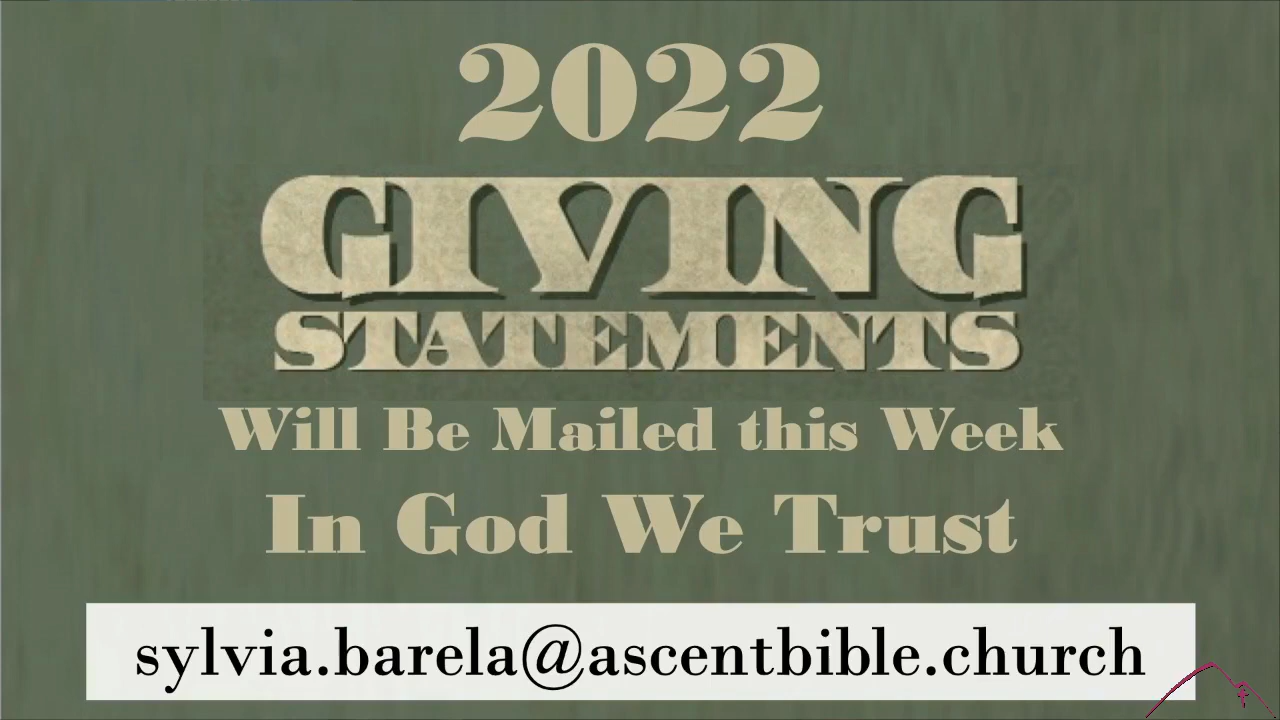 2022
GIVING
STATEMENTS
Will Be Mailed this Week
In God We Trust
sylvia.barela@ascentbible.church